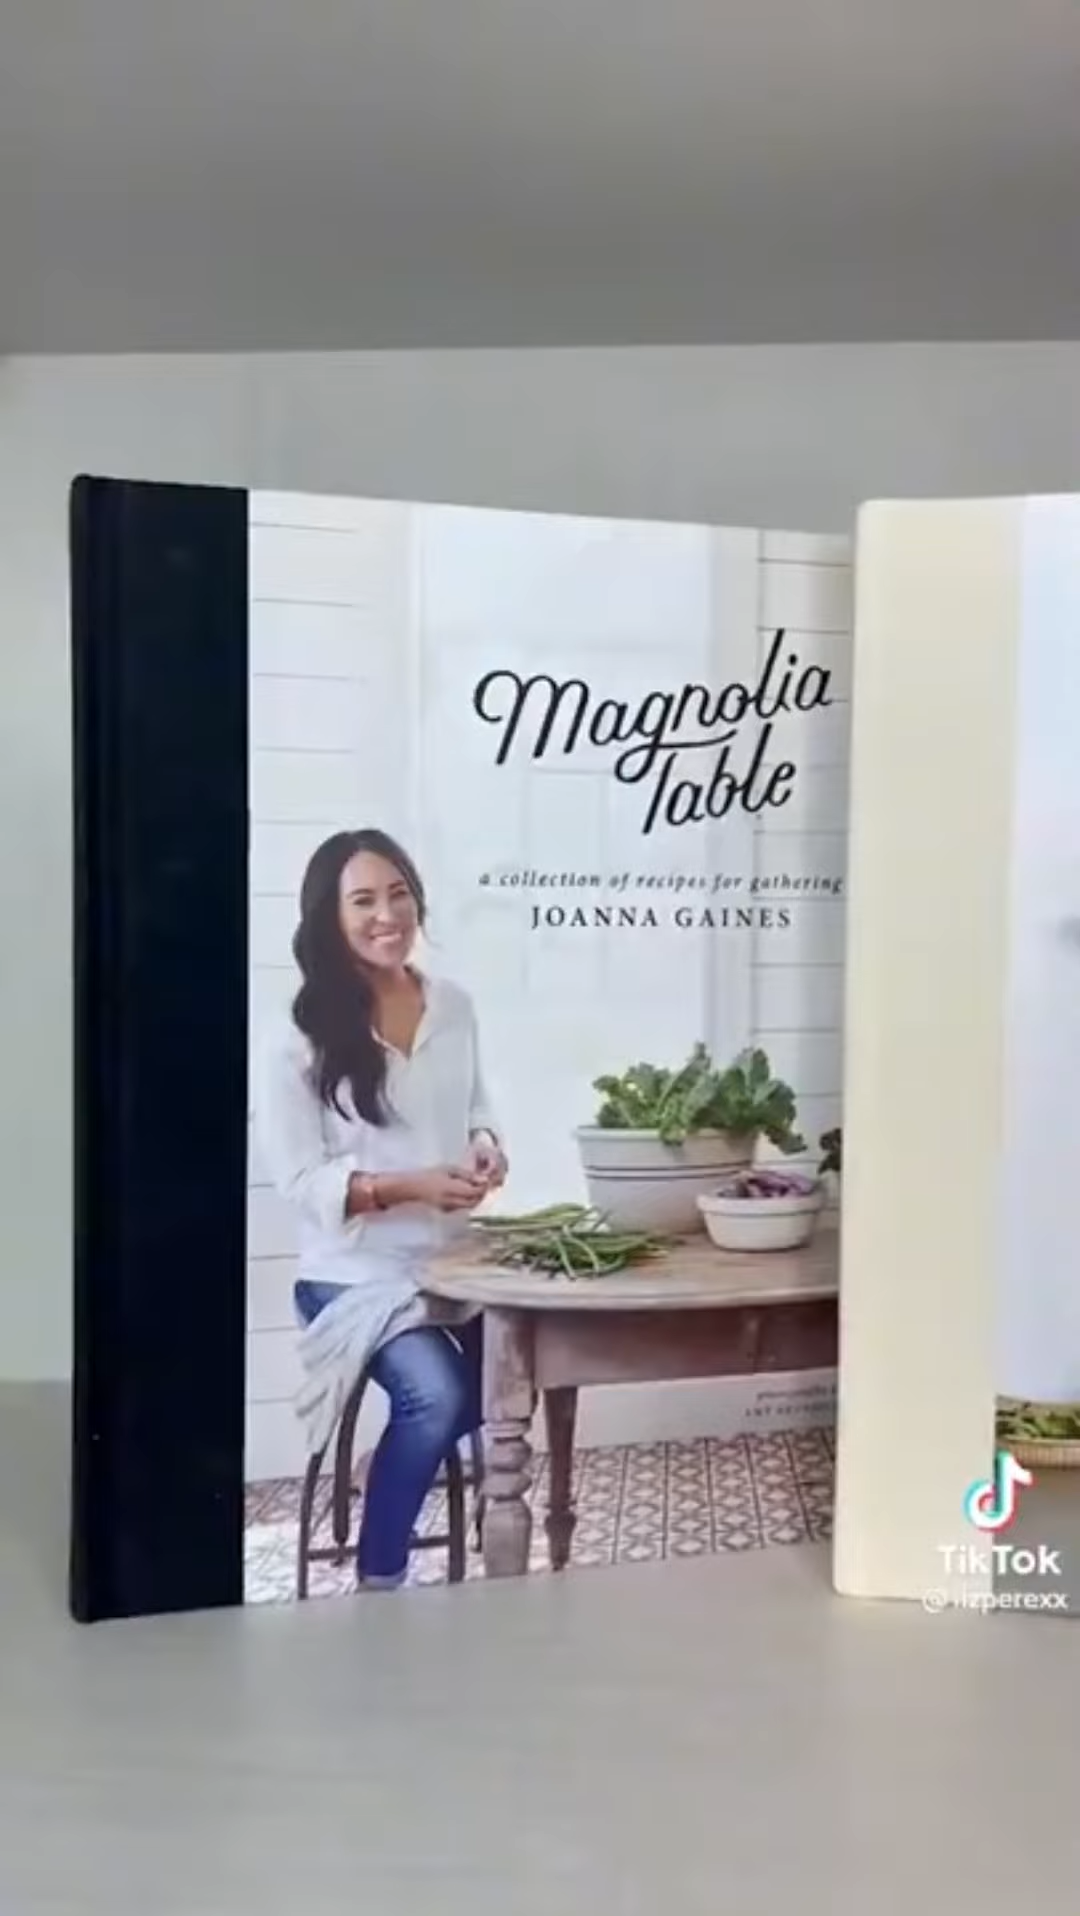 Magnolia
Table
a collection of recipes for gathering
JOANNA GAINES
TikTok